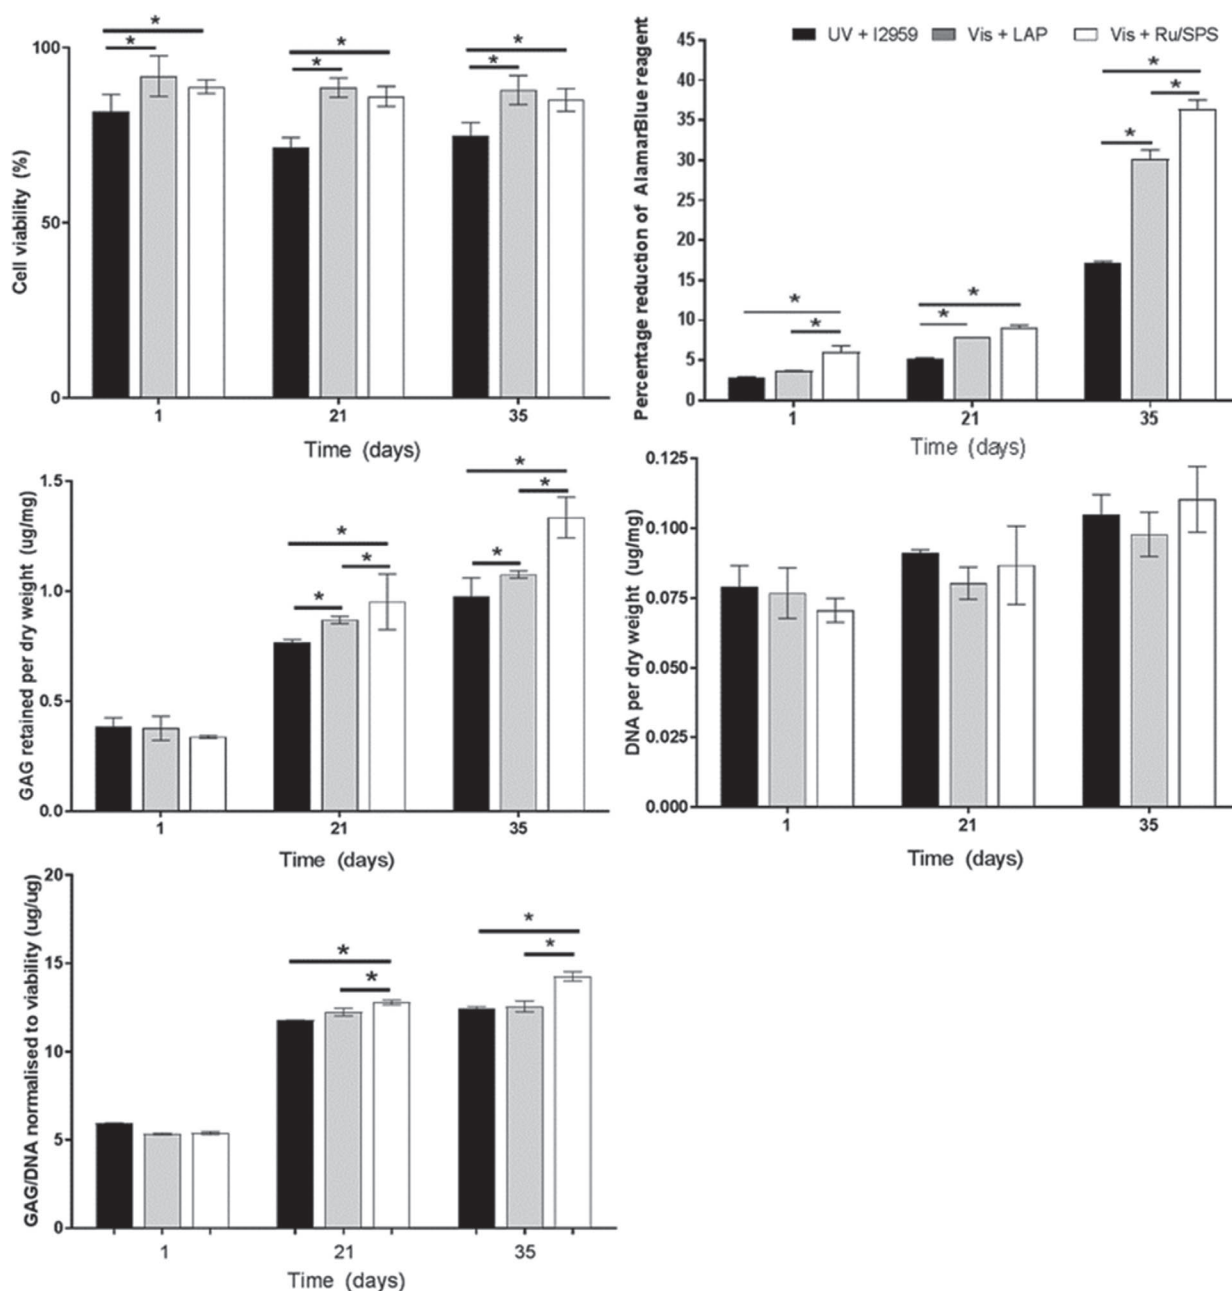 Cell viability (%)
100
50
0
* *
* *
* *
1 21 35
Time (days)
UV + I2959 Vis + LAP Vis + Ru/SPS
Percentage reduction of AlamarBlue reagent
45
40
35
30
25
20
15
10
5
0
* *
* *
* * *
1 21 35
Time (days)
GAG retained per dry weight (ug/mg)
1.5
1.0
0.5
0.0
* * *
* * *
1 21 35
Time (days)
DNA per dry weight (ug/mg)
0.125
0.100
0.075
0.050
0.025
0.000
1 21 35
Time (days)
GAG/DNA normalised to viability (ug/ug)
20
15
10
5
0
* *
* *
1 21 35
Time (days)